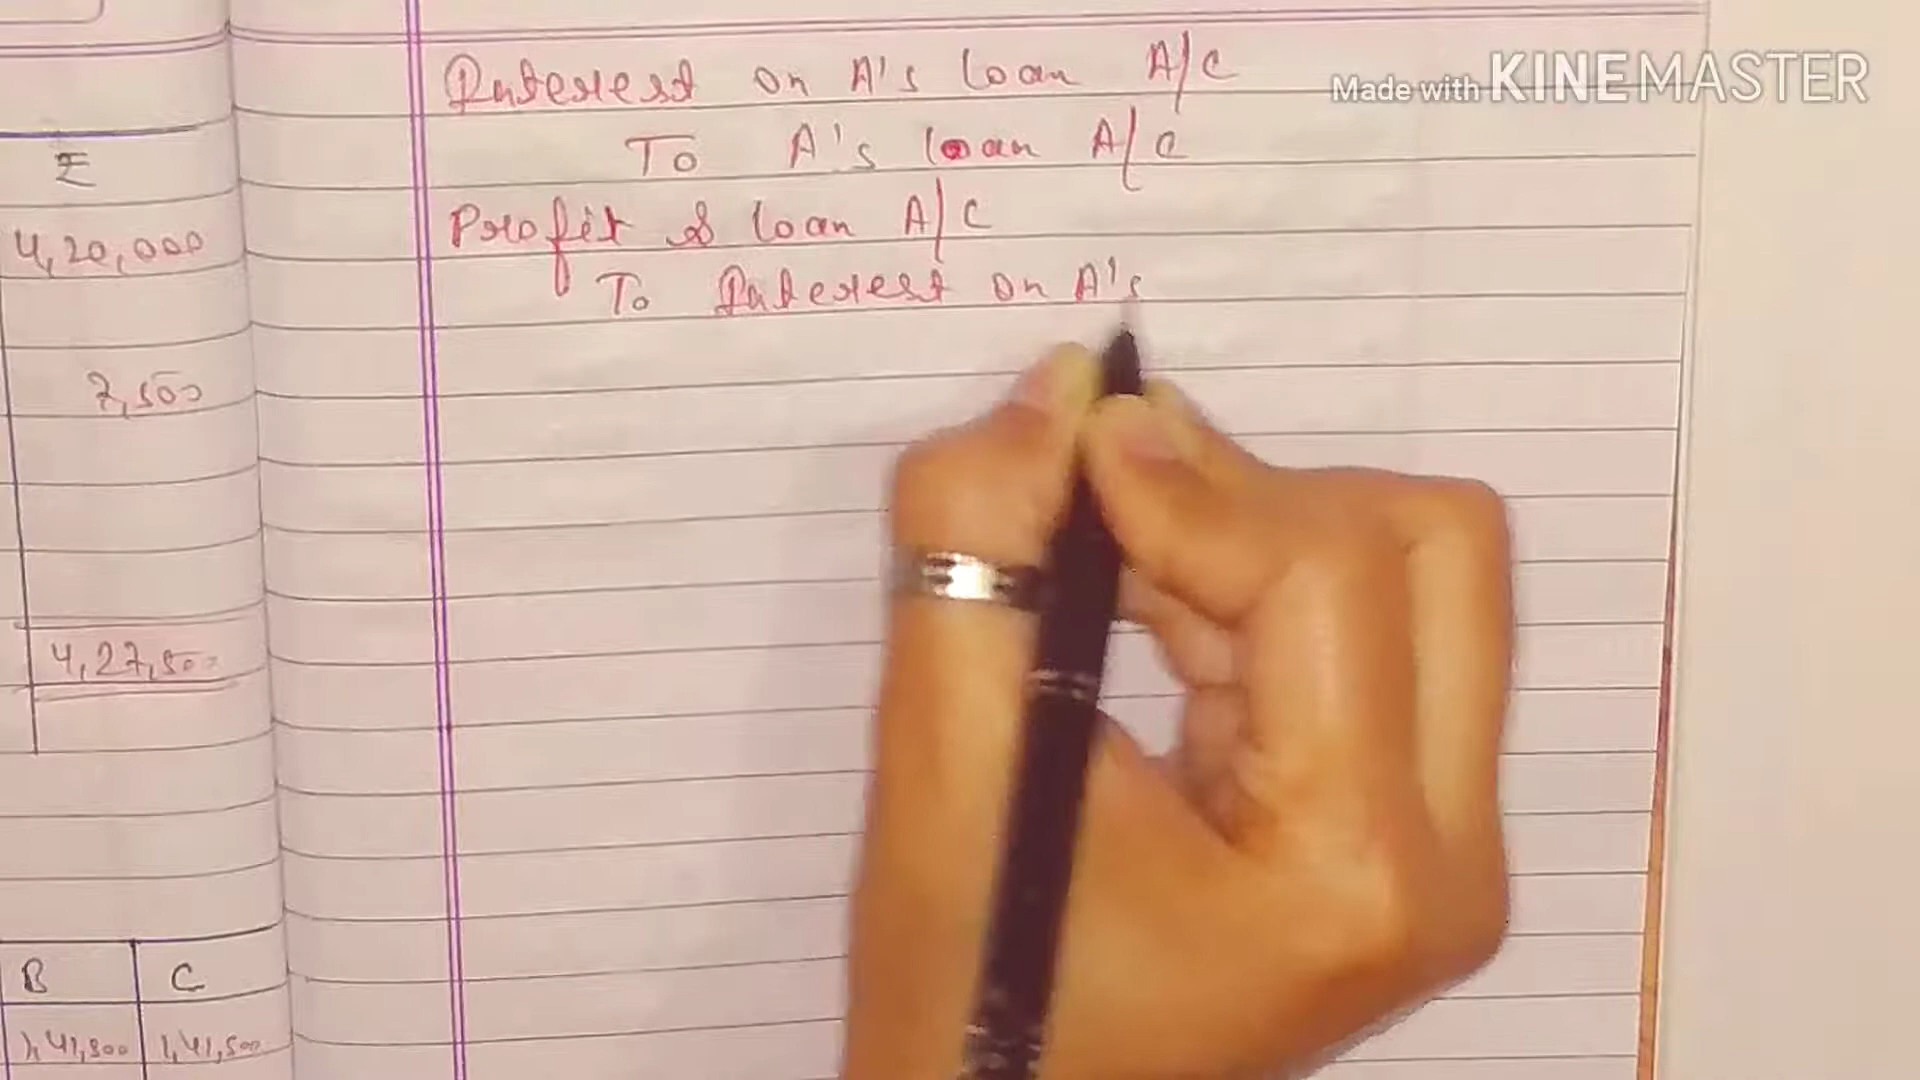 Made with KINEMASTER
Interest on A's loan A/C
To A's loan A/C
Profit & loan A/C
To Interest on A's
₹
4,20,000
7,500
4,27,500
B C
1,41,500 1,41,500